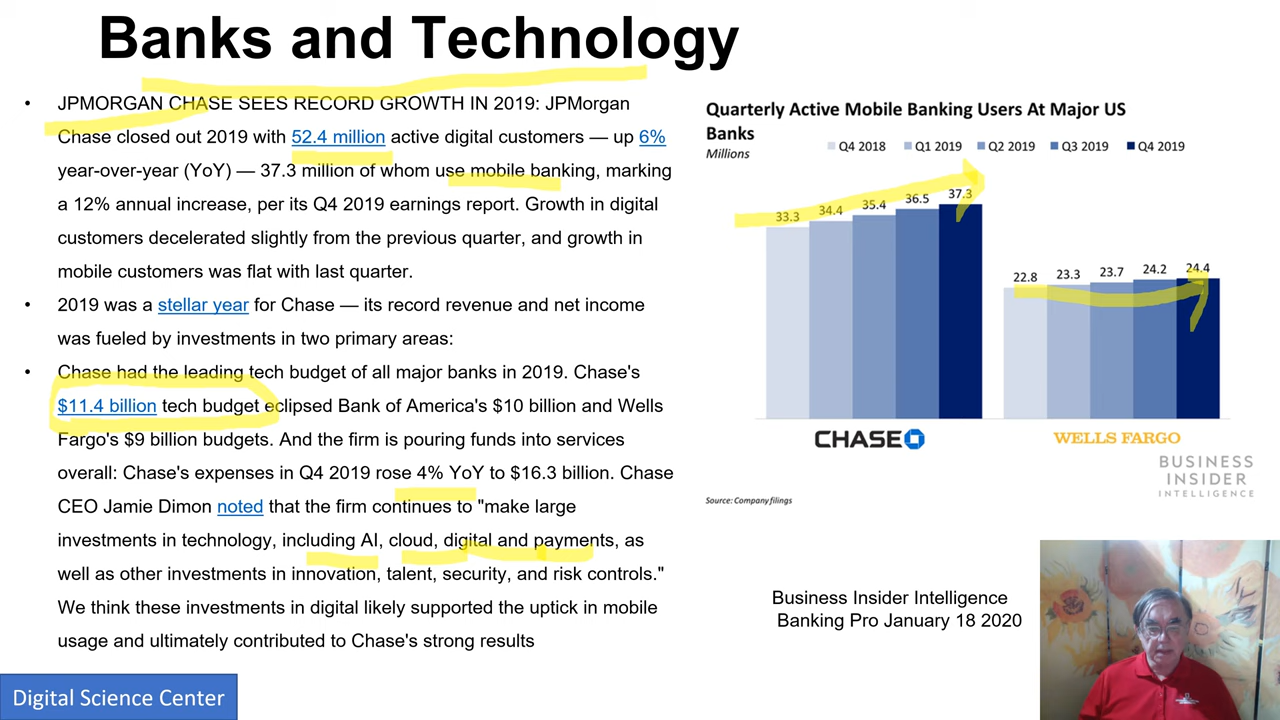 Banks and Technology
• JPMORGAN CHASE SEES RECORD GROWTH IN 2019: JPMorgan
Chase closed out 2019 with 52.4 million active digital customers — up 6%
year-over-year (YoY) — 37.3 million of whom use mobile banking, marking
a 12% annual increase, per its Q4 2019 earnings report. Growth in digital
customers decelerated slightly from the previous quarter, and growth in
mobile customers was flat with last quarter.
• 2019 was a stellar year for Chase — its record revenue and net income
was fueled by investments in two primary areas:
• Chase had the leading tech budget of all major banks in 2019. Chase's
$11.4 billion tech budget eclipsed Bank of America's $10 billion and Wells
Fargo's $9 billion budgets. And the firm is pouring funds into services
overall: Chase's expenses in Q4 2019 rose 4% YoY to $16.3 billion. Chase
CEO Jamie Dimon noted that the firm continues to "make large
investments in technology, including AI, cloud, digital and payments, as
well as other investments in innovation, talent, security, and risk controls."
We think these investments in digital likely supported the uptick in mobile
usage and ultimately contributed to Chase's strong results
Quarterly Active Mobile Banking Users At Major US
Banks
Millions
Q4 2018 Q1 2019 Q2 2019 Q3 2019 Q4 2019
33.3 34.4 35.4 36.5 37.3
22.8 23.3 23.7 24.2 24.4
CHASE WELLS FARGO
BUSINESS
INSIDER
INTELLIGENCE
Source: Company filings
Business Insider Intelligence
Banking Pro January 18 2020
Digital Science Center